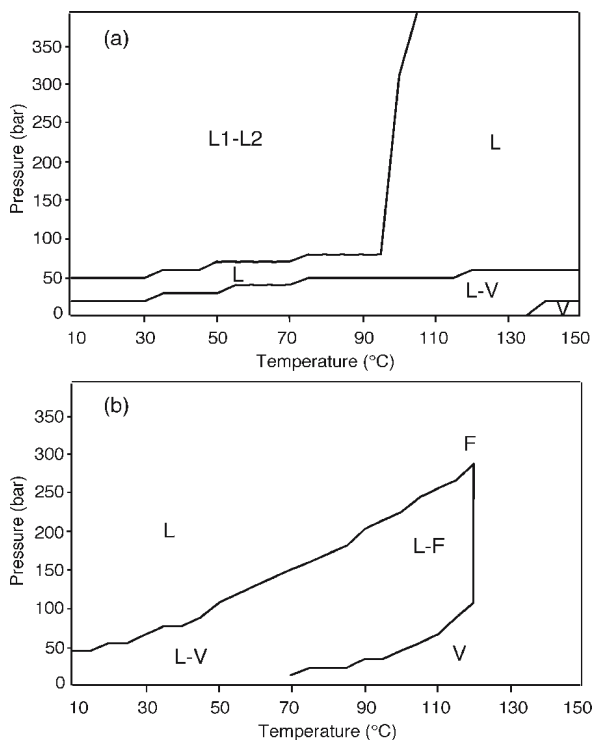 (a)
350
300
250
200
150
100
50
0
Pressure (bar)
L1-L2
L
L
L-V
V
10 30 50 70 90 110 130 150
Temperature (°C)
(b)
350
300
250
200
150
100
50
0
Pressure (bar)
F
L
L-F
L-V
V
10 30 50 70 90 110 130 150
Temperature (°C)